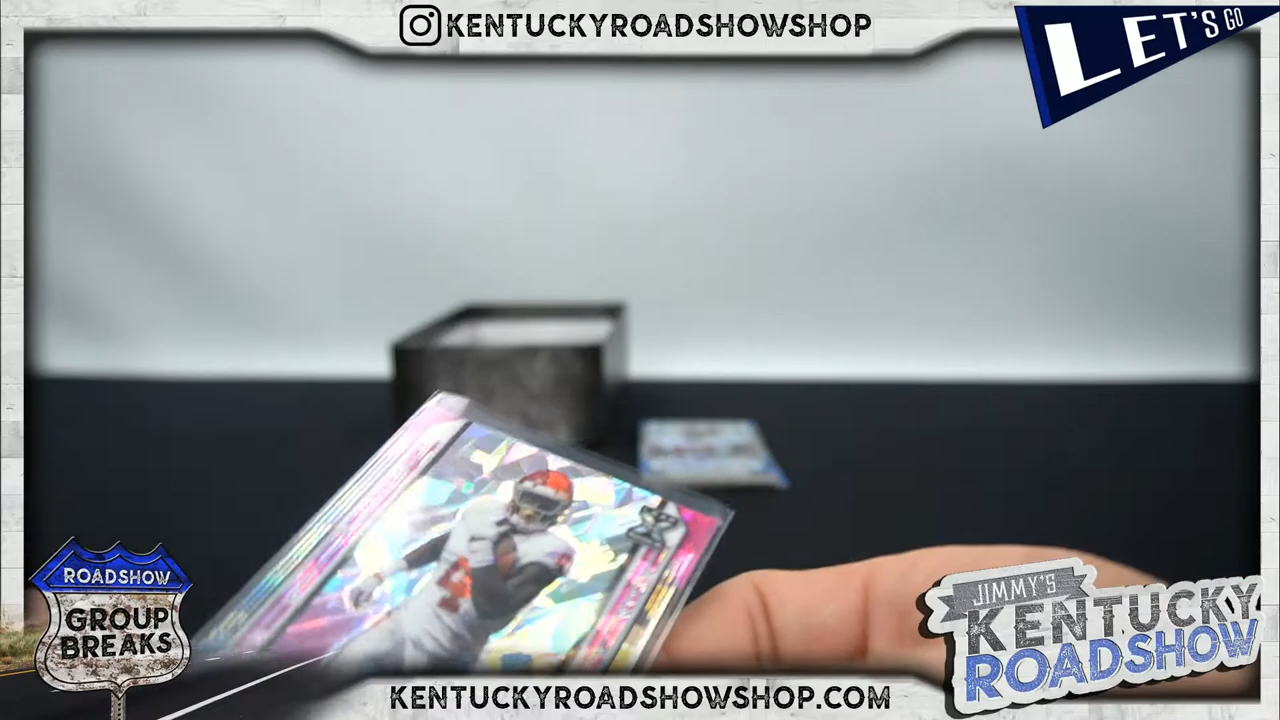 KENTUCKYROADSHOWSHOP
LET'S GO
ROADSHOW
GROUP
BREAKS
JIMMY'S
KENTUCKY
ROADSHOW
KENTUCKYROADSHOWSHOP.COM